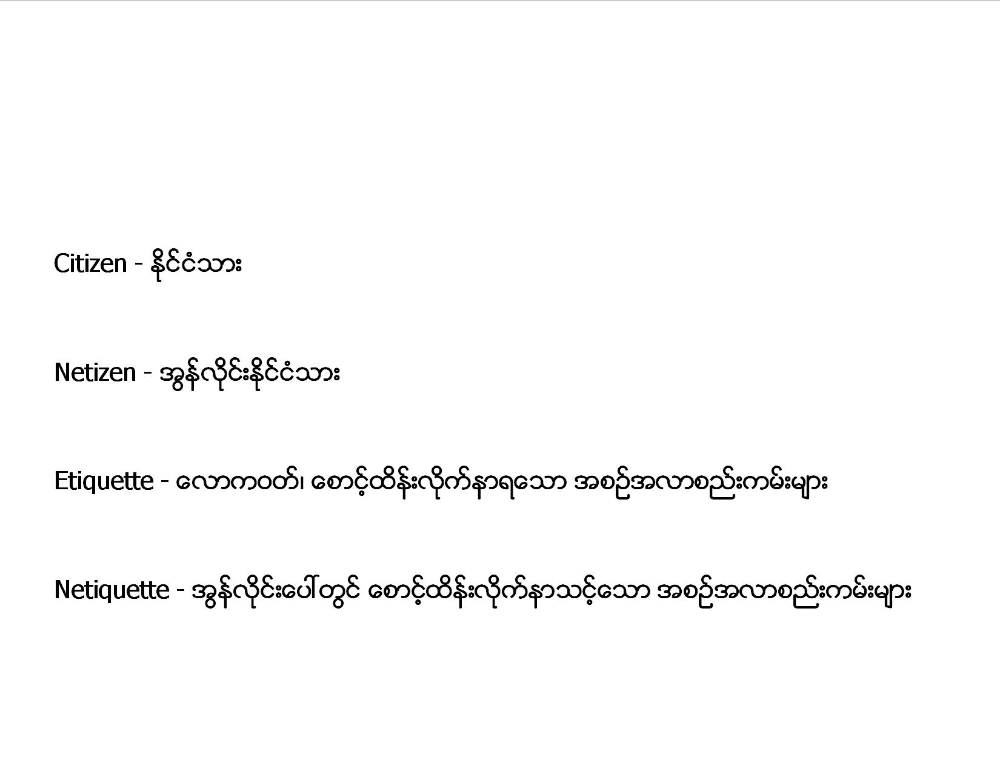 Citizen - နိုင်ငံသား
Netizen - အွန်လိုင်းနိုင်ငံသား
Etiquette - လောကဝတ်၊ စောင့်ထိန်းလိုက်နာရသော အစဉ်အလာစည်းကမ်းများ
Netiquette - အွန်လိုင်းပေါ်တွင် စောင့်ထိန်းလိုက်နာသင့်သော အစဉ်အလာစည်းကမ်းများ